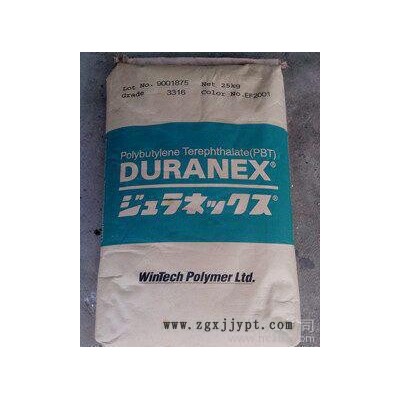 Lot No. 9001875 Net 25Kg
Grade 3316 Color No. EF2001
Polybutylene Terephthalate(PBT)
DURANEX®
ジュラネックス®
WinTech Polymer Ltd.
www.zgxjjypt.com